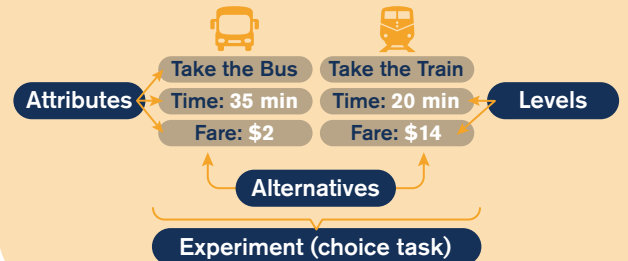 Take the Bus Take the Train
Attributes Time: 35 min Time: 20 min Levels
Fare: $2 Fare: $14
Alternatives
Experiment (choice task)